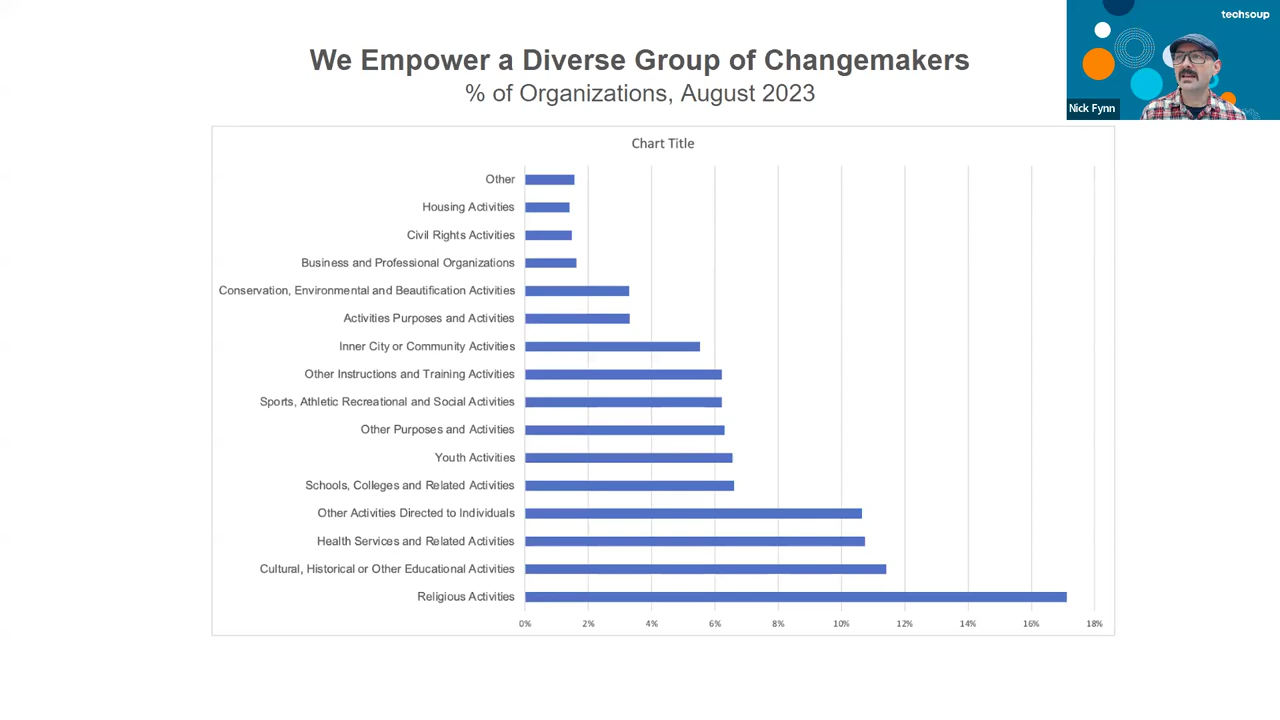 We Empower a Diverse Group of Changemakers
% of Organizations, August 2023
techsoup
Nick Fynn
Chart Title
Other
Housing Activities
Civil Rights Activities
Business and Professional Organizations
Conservation, Environmental and Beautification Activities
Activities Purposes and Activities
Inner City or Community Activities
Other Instructions and Training Activities
Sports, Athletic Recreational and Social Activities
Other Purposes and Activities
Youth Activities
Schools, Colleges and Related Activities
Other Activities Directed to Individuals
Health Services and Related Activities
Cultural, Historical or Other Educational Activities
Religious Activities
0% 2% 4% 6% 8% 10% 12% 14% 16% 18%